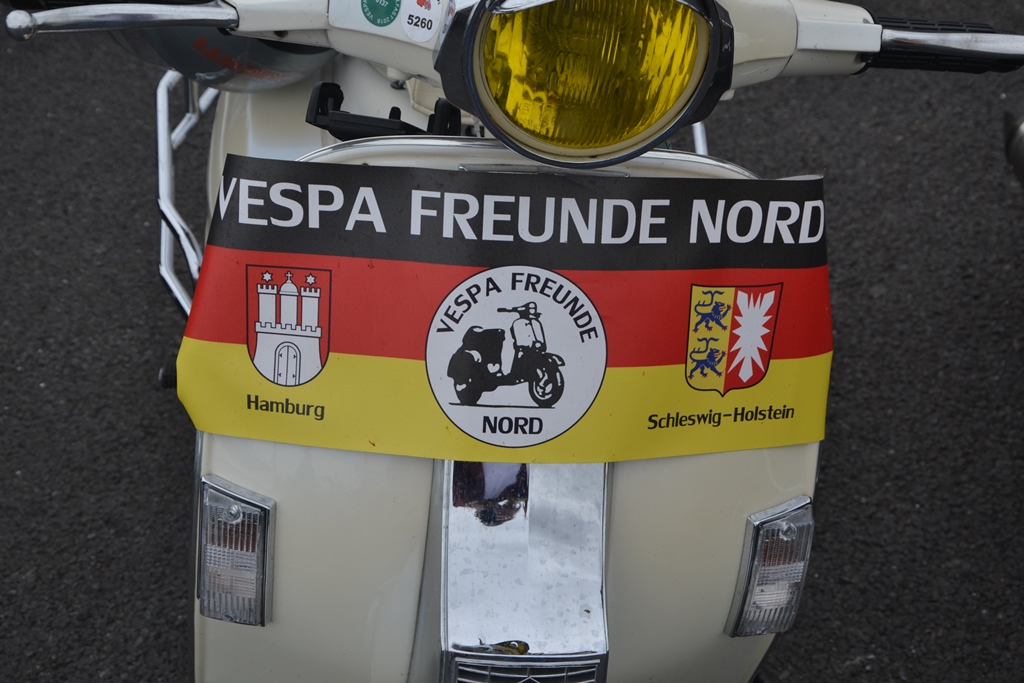 5260
VESPA FREUNDE NORD
VESPA FREUNDE
NORD
Hamburg
Schleswig-Holstein